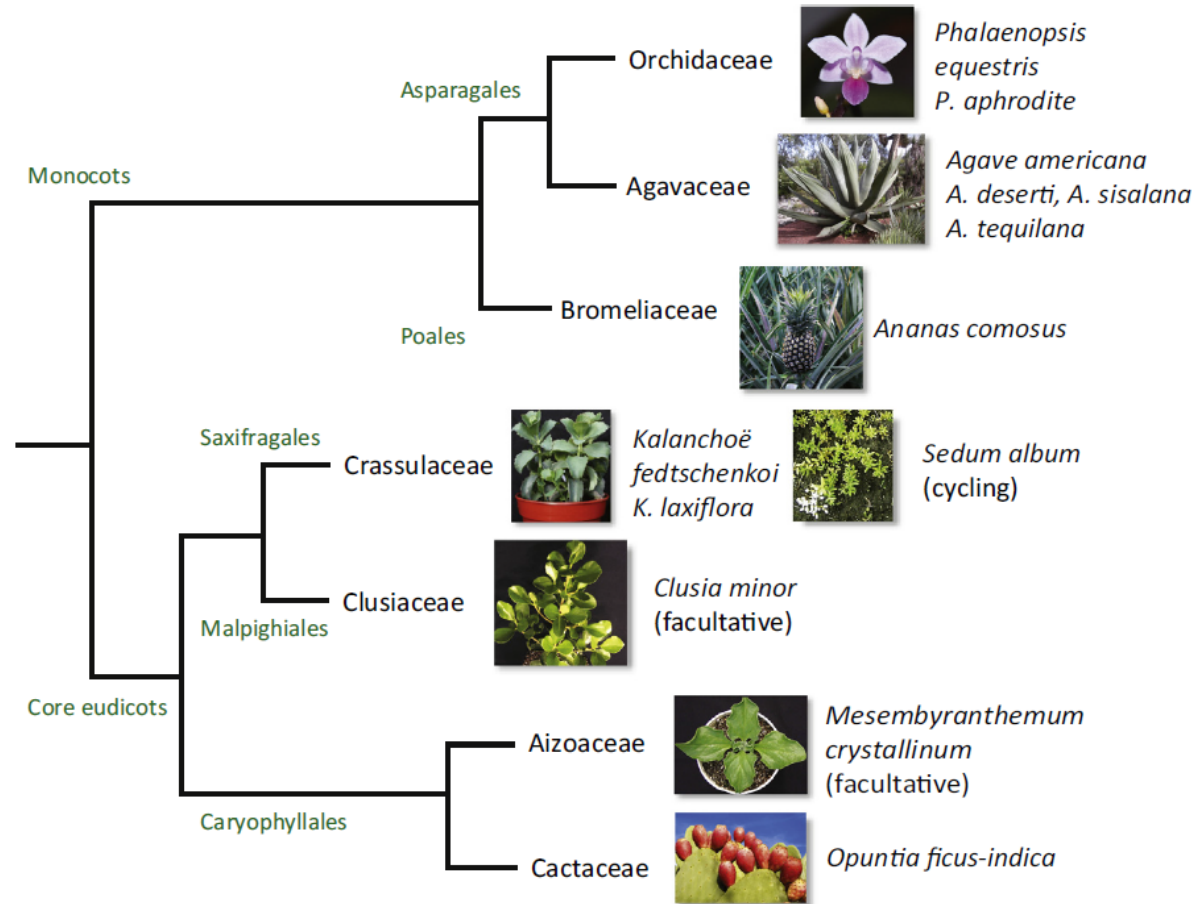 Orchidaceae
Phalaenopsis
equestris
P. aphrodite
Asparagales
Monocots
Agavaceae
Agave americana
A. deserti, A. sisalana
A. tequilana
Bromeliaceae
Ananas comosus
Poales
Saxifragales
Crassulaceae
Kalanchoë
fedtschenkoi
K. laxiflora
Sedum album
(cycling)
Clusiaceae
Clusia minor
(facultative)
Malpighiales
Core eudicots
Aizoaceae
Mesembyranthemum
crystallinum
(facultative)
Caryophyllales
Cactaceae
Opuntia ficus-indica